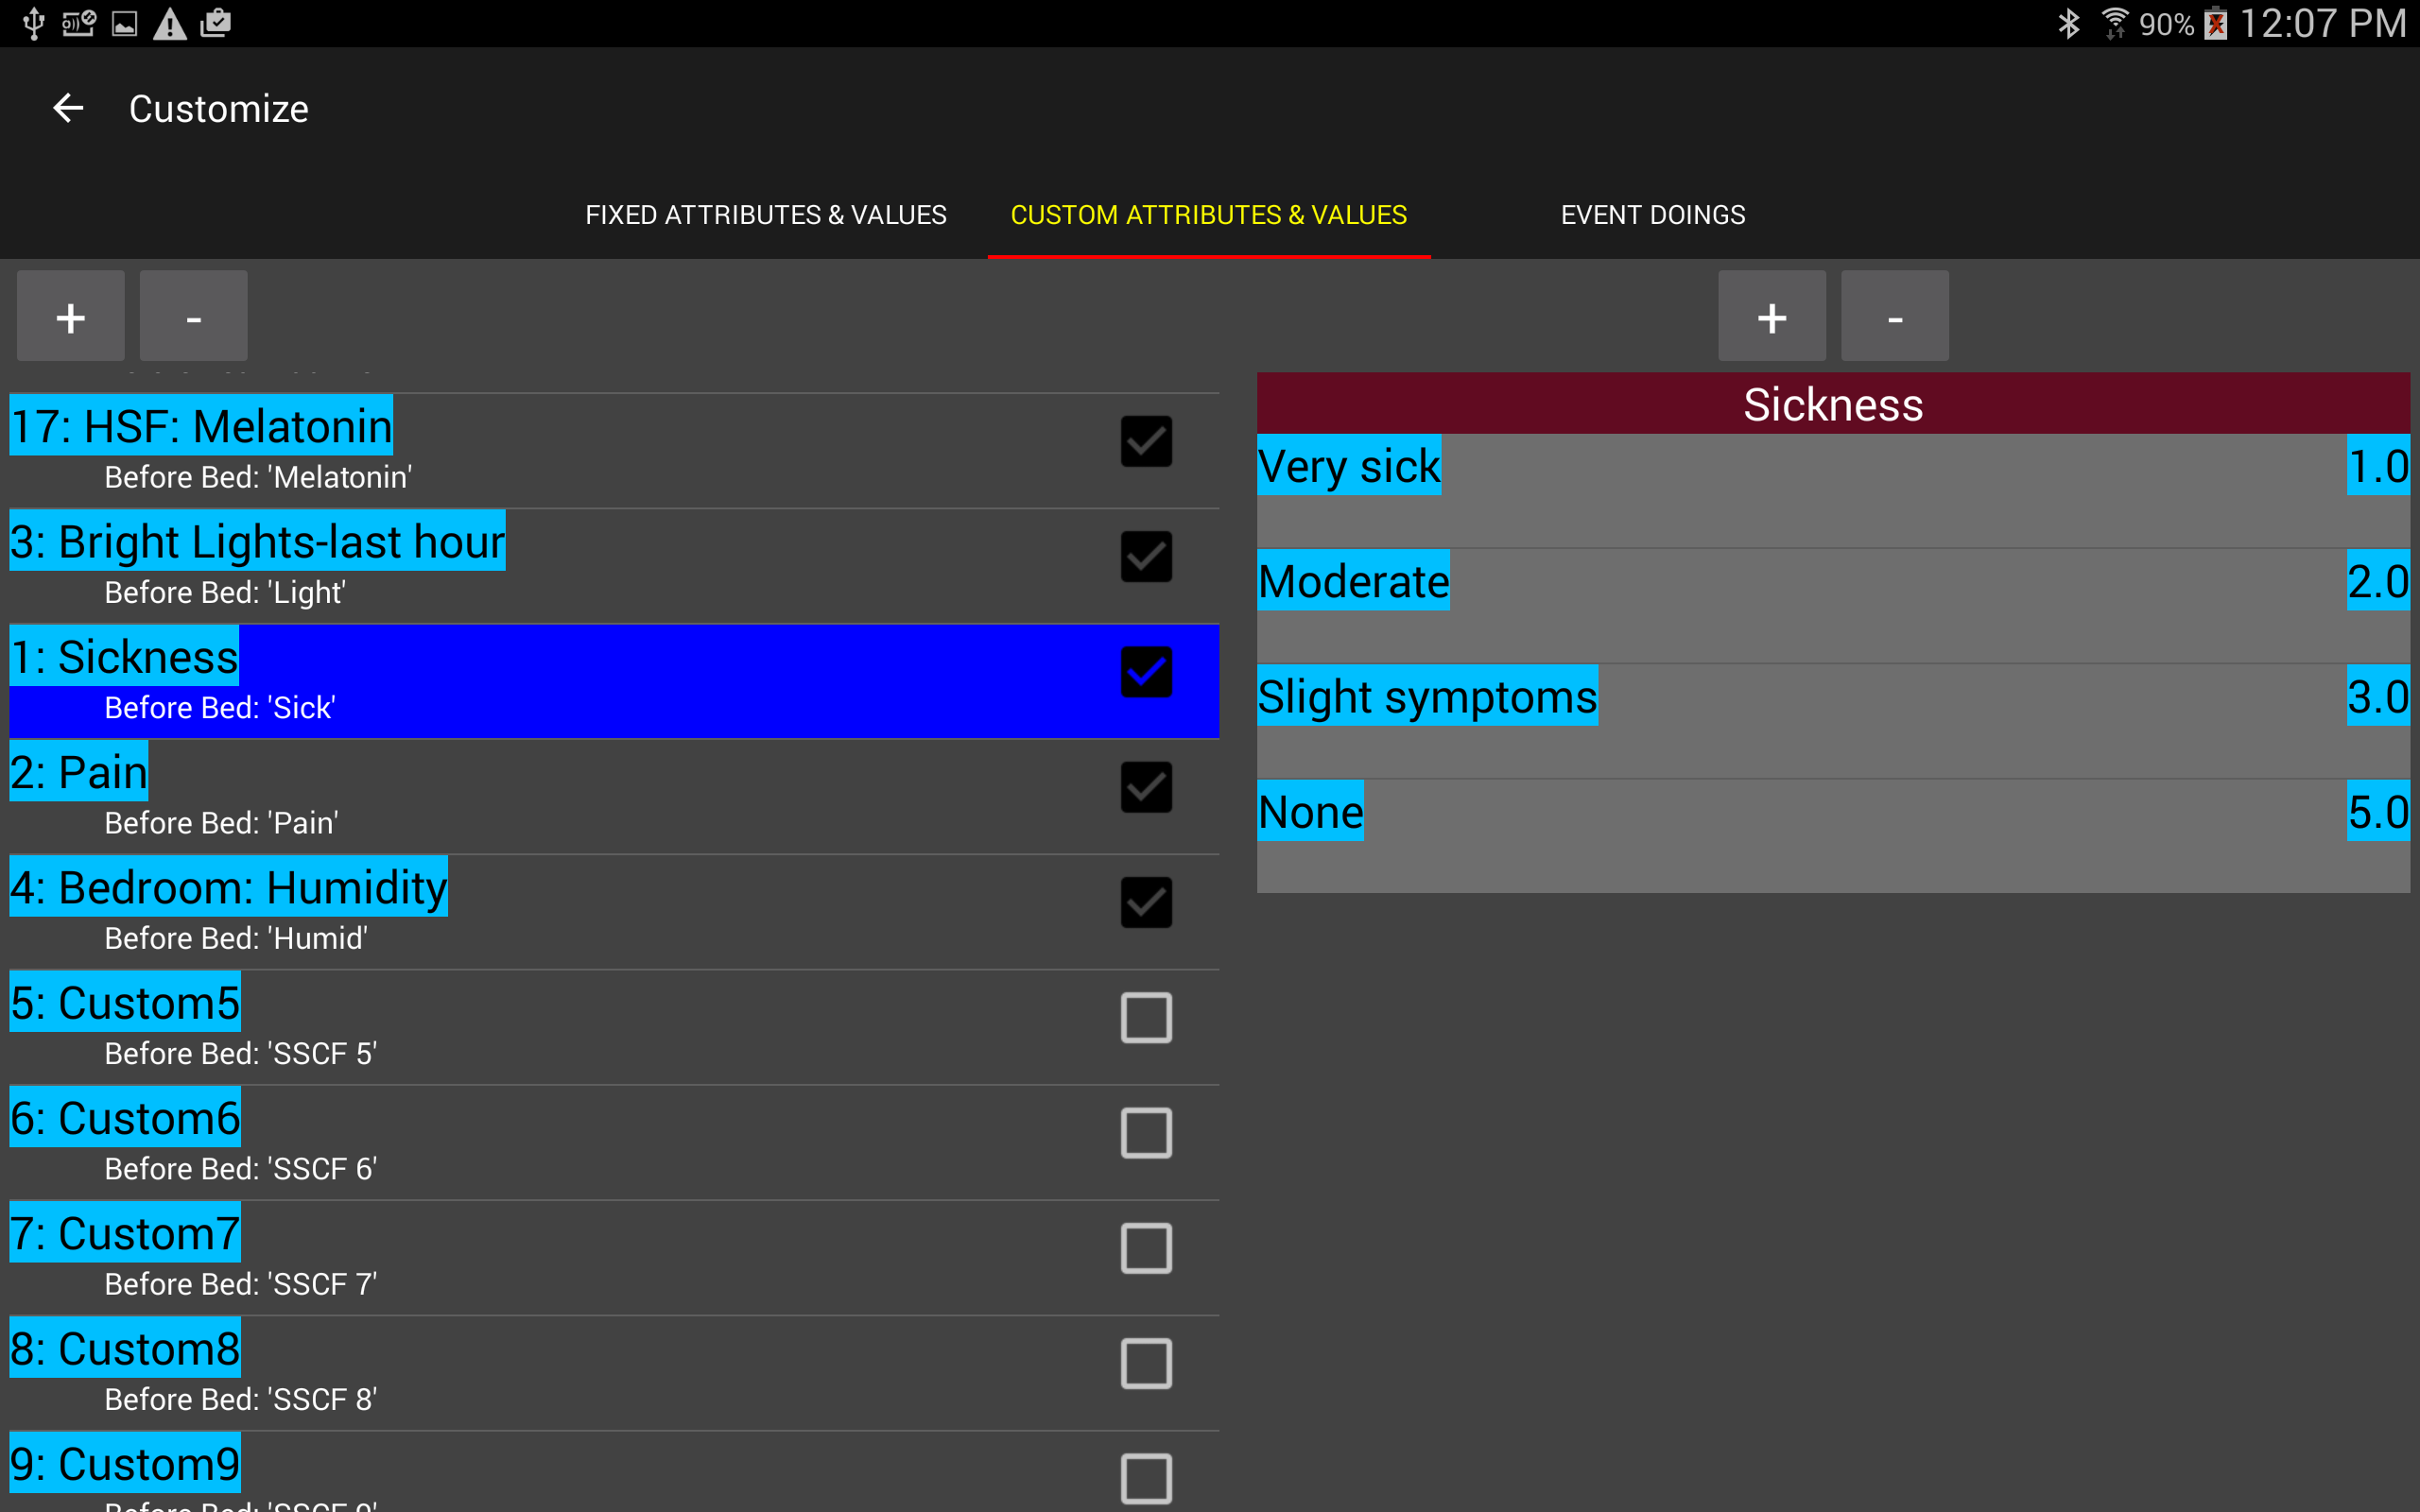 90% 12:07 PM
Customize
FIXED ATTRIBUTES & VALUES CUSTOM ATTRIBUTES & VALUES EVENT DOINGS
+ - + -
17: HSF: Melatonin
Before Bed: 'Melatonin'
3: Bright Lights-last hour
Before Bed: 'Light'
1: Sickness
Before Bed: 'Sick'
2: Pain
Before Bed: 'Pain'
4: Bedroom: Humidity
Before Bed: 'Humid'
5: Custom5
Before Bed: 'SSCF 5'
6: Custom6
Before Bed: 'SSCF 6'
7: Custom7
Before Bed: 'SSCF 7'
8: Custom8
Before Bed: 'SSCF 8'
9: Custom9
Before Bed: 'SSCF 9'
Sickness
Very sick 1.0
Moderate 2.0
Slight symptoms 3.0
None 5.0